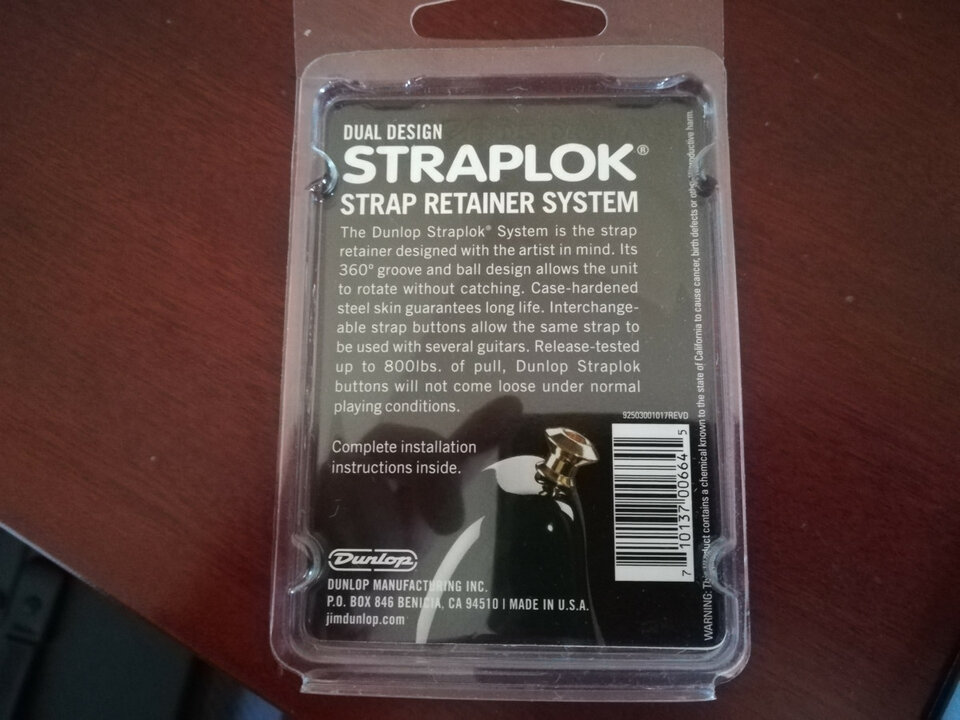 DUAL DESIGN
STRAPLOK®
STRAP RETAINER SYSTEM
The Dunlop Straplok® System is the strap
retainer designed with the artist in mind. Its
360° groove and ball design allows the unit
to rotate without catching. Case-hardened
steel skin guarantees long life. Interchange-
able strap buttons allow the same strap to
be used with several guitars. Release-tested
up to 800lbs. of pull, Dunlop Straplok
buttons will not come loose under normal
playing conditions.
Complete installation
instructions inside.
92503001017REVD
7 10137 00664 5
Dunlop
DUNLOP MANUFACTURING INC.
P.O. BOX 846 BENICIA, CA 94510 | MADE IN U.S.A.
jimdunlop.com
WARNING: This product contains a chemical known to the state of California to cause cancer, birth defects or other reproductive harm.